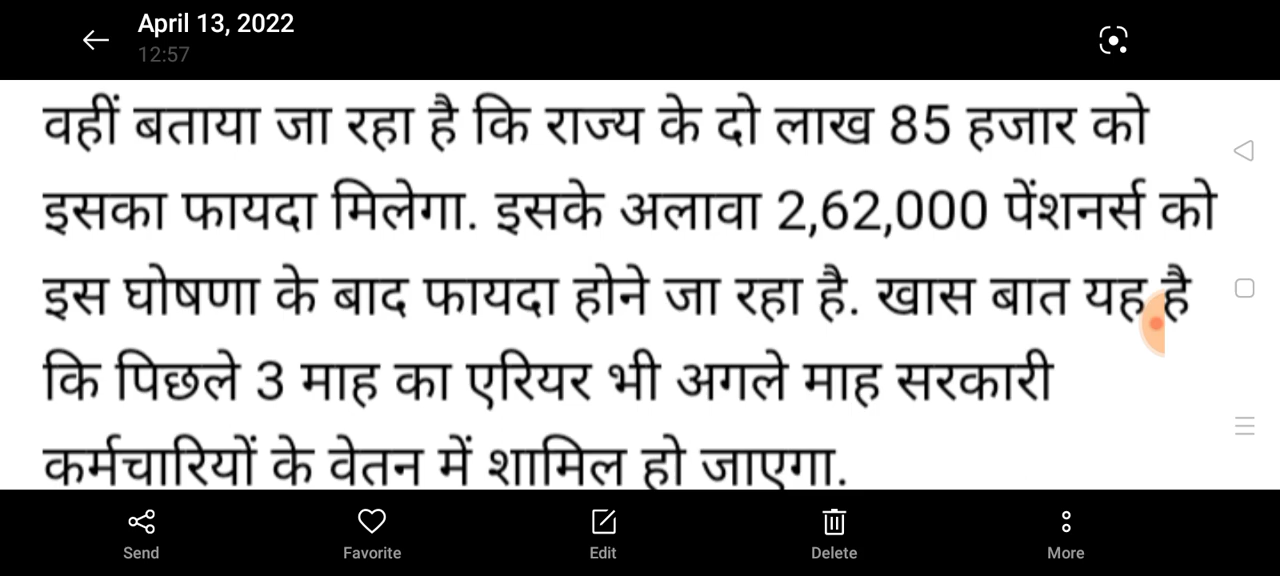 April 13, 2022
12:57
वहीं बताया जा रहा है कि राज्य के दो लाख 85 हजार को
इसका फायदा मिलेगा. इसके अलावा 2,62,000 पेंशनर्स को
इस घोषणा के बाद फायदा होने जा रहा है. खास बात यह है
कि पिछले 3 माह का एरियर भी अगले माह सरकारी
कर्मचारियों के वेतन में शामिल हो जाएगा.
Send Favorite Edit Delete More